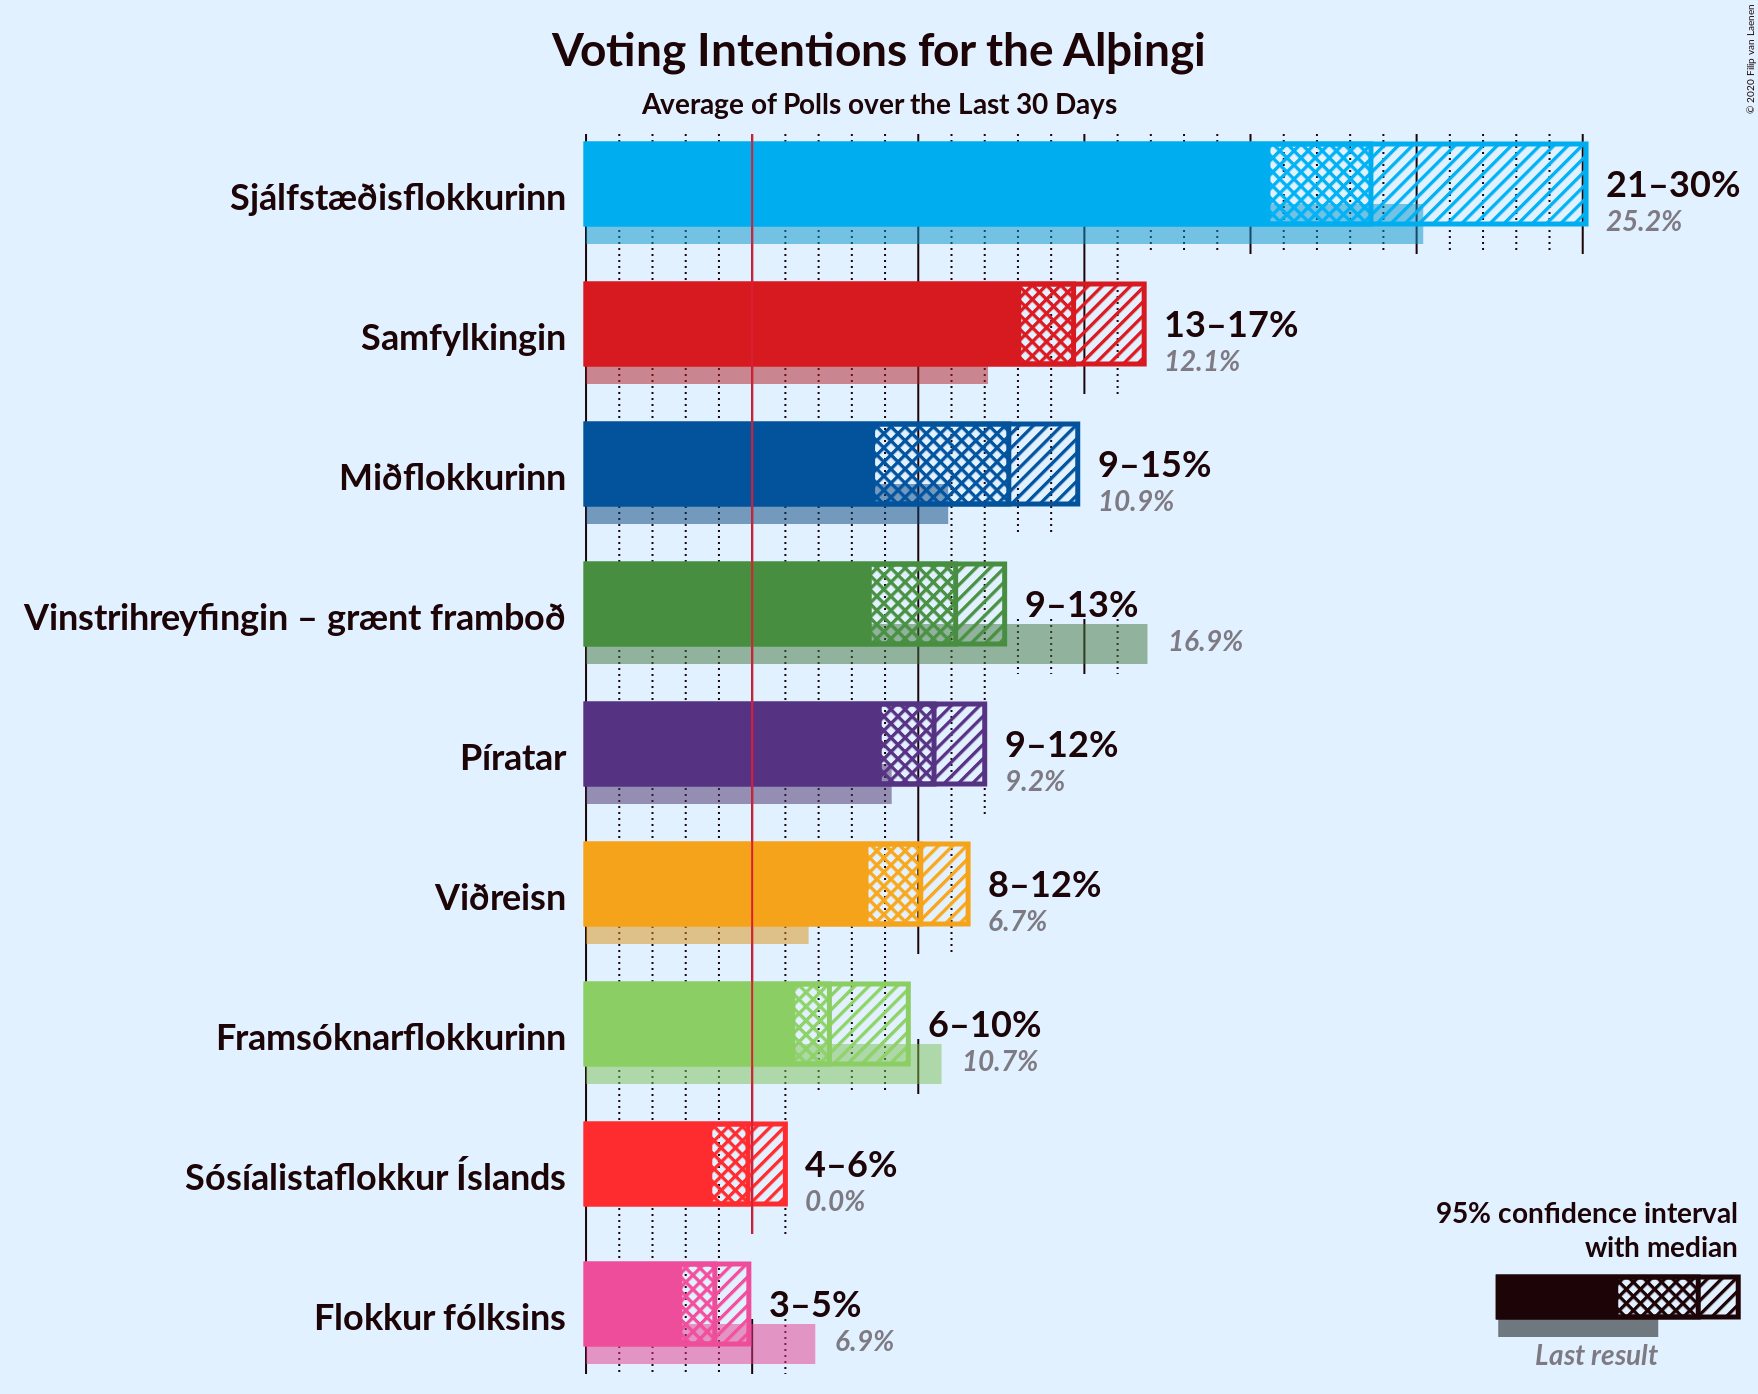 © 2020 Filip van Laenen
Voting Intentions for the Alþingi
Average of Polls over the Last 30 Days
Sjálfstæðisflokkurinn
21–30%
25.2%
Samfylkingin
13–17%
12.1%
Miðflokkurinn
9–15%
10.9%
Vinstrihreyfingin – grænt framboð
9–13%
16.9%
Píratar
9–12%
9.2%
Viðreisn
8–12%
6.7%
Framsóknarflokkurinn
6–10%
10.7%
Sósíalistaflokkur Íslands
4–6%
0.0%
Flokkur fólksins
3–5%
6.9%
95% confidence interval
with median
Last result